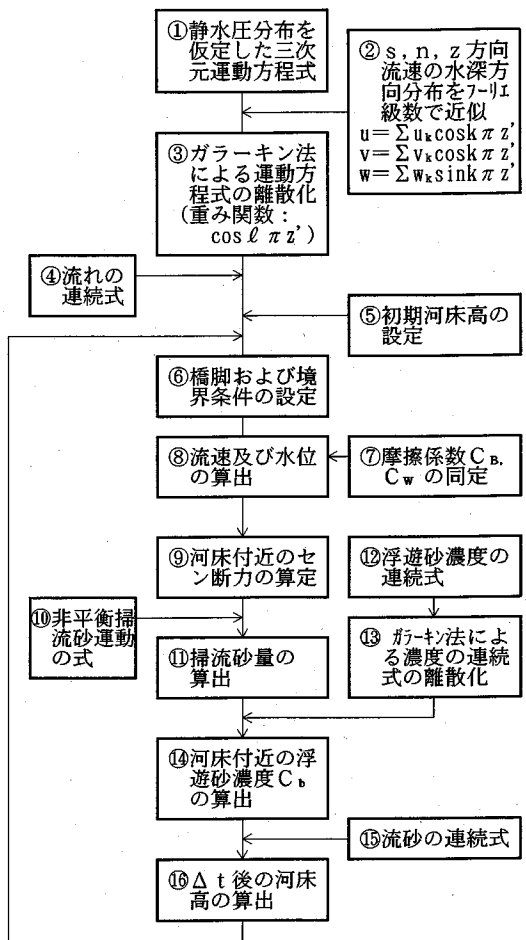 ①静水圧分布を
仮定した三次
元運動方程式
②s,n,z方向
流速の水深方
向分布をフーリエ
級数で近似
u=Σukcoskπz'
v=Σvkcoskπz'
w=Σwksinkπz'
③ガラーキン法
による運動方
程式の離散化
(重み関数:
cosℓπz')
④流れの
連続式
⑤初期河床高の
設定
⑥橋脚および境
界条件の設定
⑧流速及び水位
の算出
⑦摩擦係数CB,
CWの同定
⑨河床付近のセ
ン断力の算定
⑫浮遊砂濃度の
連続式
⑩非平衡掃
流砂運動
の式
⑪掃流砂量の
算出
⑬ガラーキン法によ
る濃度の連続
式の離散化
⑭河床付近の浮
遊砂濃度Cb
の算出
⑮流砂の連続式
⑯Δt後の河床
高の算出